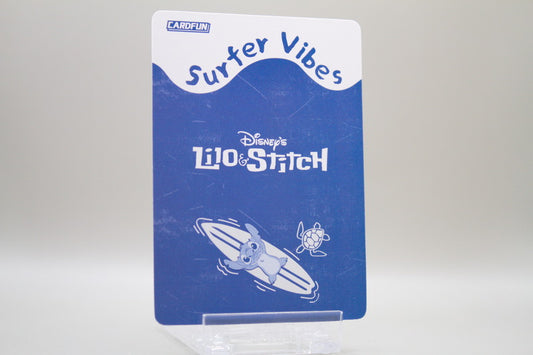 CARDFUN
Surfer Vibes
DISNEY'S
LILO & STITCH